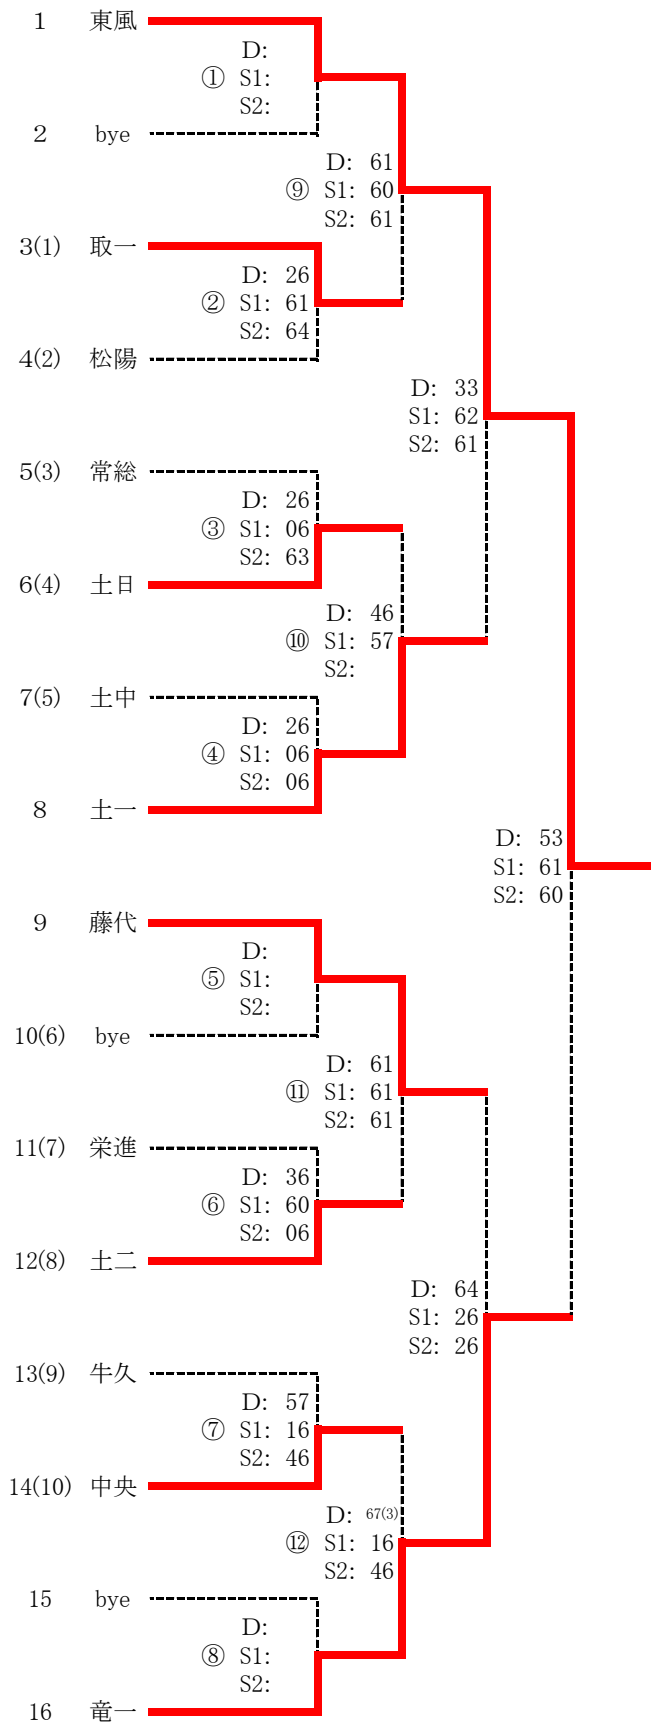 1 東風
D:
① S1:
S2:
2 bye
D: 61
⑨ S1: 60
S2: 61
3(1) 取一
D: 26
② S1: 61
S2: 64
4(2) 松陽
D: 33
S1: 62
S2: 61
5(3) 常総
D: 26
③ S1: 06
S2: 63
6(4) 土日
D: 46
⑩ S1: 57
S2:
7(5) 土中
D: 26
④ S1: 06
S2: 06
8 土一
D: 53
S1: 61
S2: 60
9 藤代
D:
⑤ S1:
S2:
10(6) bye
D: 61
⑪ S1: 61
S2: 61
11(7) 栄進
D: 36
⑥ S1: 60
S2: 06
12(8) 土二
D: 64
S1: 26
S2: 26
13(9) 牛久
D: 57
⑦ S1: 16
S2: 46
14(10) 中央
D: 67(3)
⑫ S1: 16
S2: 46
15 bye
D:
⑧ S1:
S2:
16 竜一